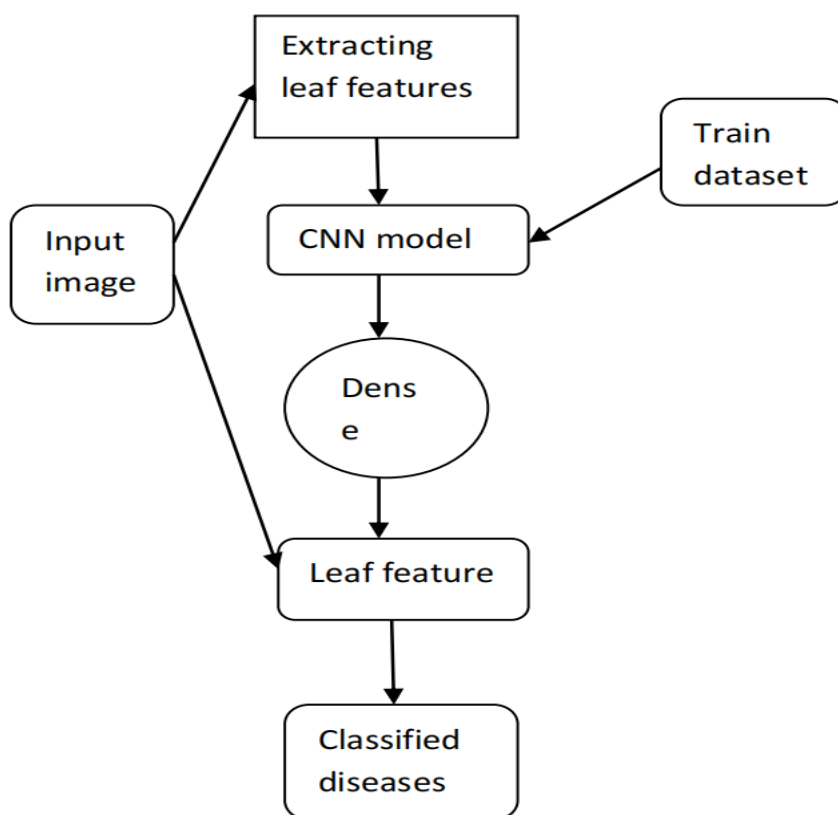 Extracting
leaf features
Train
dataset
Input
image
CNN model
Dens
e
Leaf feature
Classified
diseases